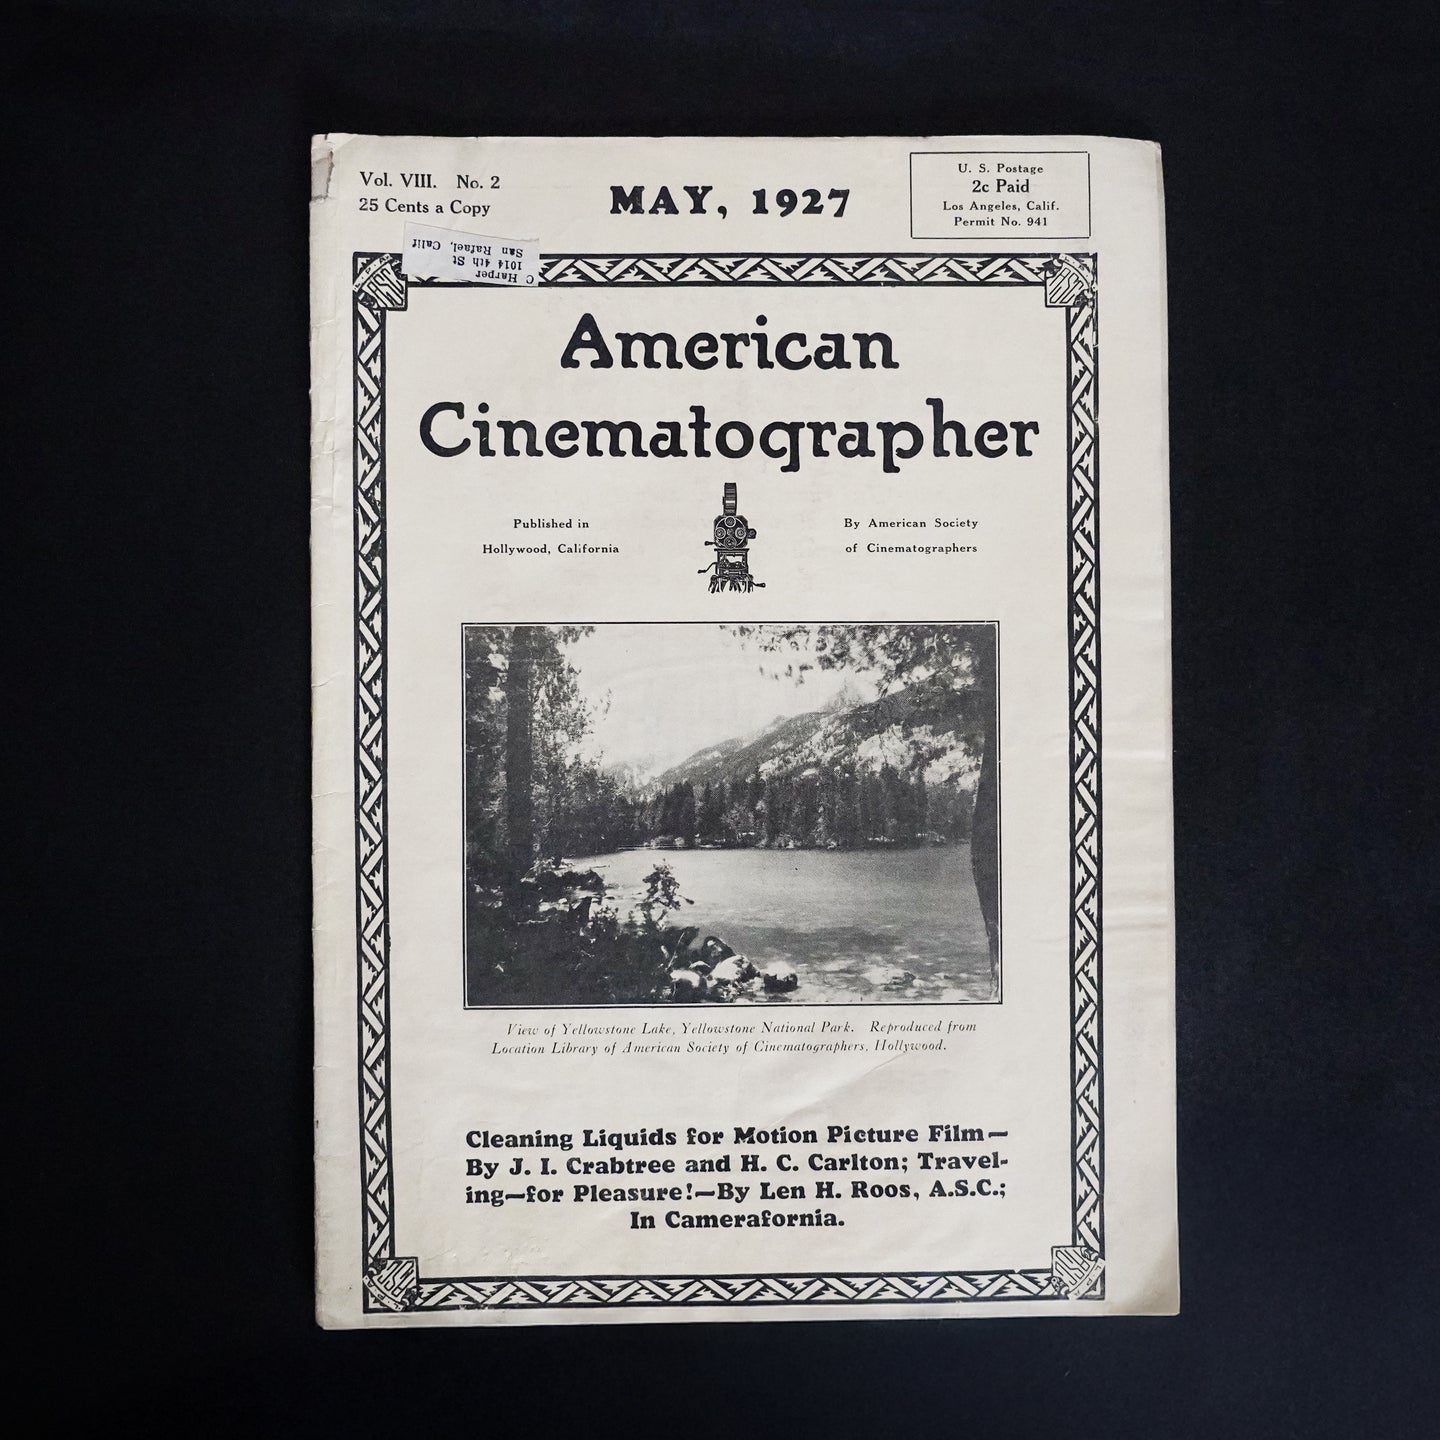 Vol. VIII. No. 2
25 Cents a Copy
MAY, 1927
U. S. Postage
2c Paid
Los Angeles, Calif.
Permit No. 941
C Harper
1014 4th St
San Rafael, Calif
American
Cinematographer
Published in
Hollywood, California
By American Society
of Cinematographers
View of Yellowstone Lake, Yellowstone National Park. Reproduced from
Location Library of American Society of Cinematographers, Hollywood.
Cleaning Liquids for Motion Picture Film—
By J. I. Crabtree and H. C. Carlton; Travel-
ing—for Pleasure!—By Len H. Roos, A.S.C.;
In Camerafornia.